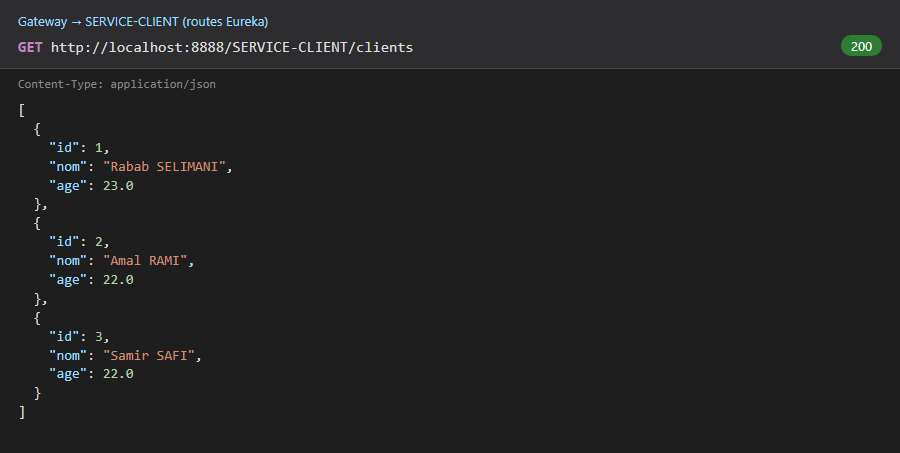 Gateway → SERVICE-CLIENT (routes Eureka)
GET http://localhost:8888/SERVICE-CLIENT/clients
200
Content-Type: application/json
[
  {
    "id": 1,
    "nom": "Rabab SELIMANI",
    "age": 23.0
  },
  {
    "id": 2,
    "nom": "Amal RAMI",
    "age": 22.0
  },
  {
    "id": 3,
    "nom": "Samir SAFI",
    "age": 22.0
  }
]